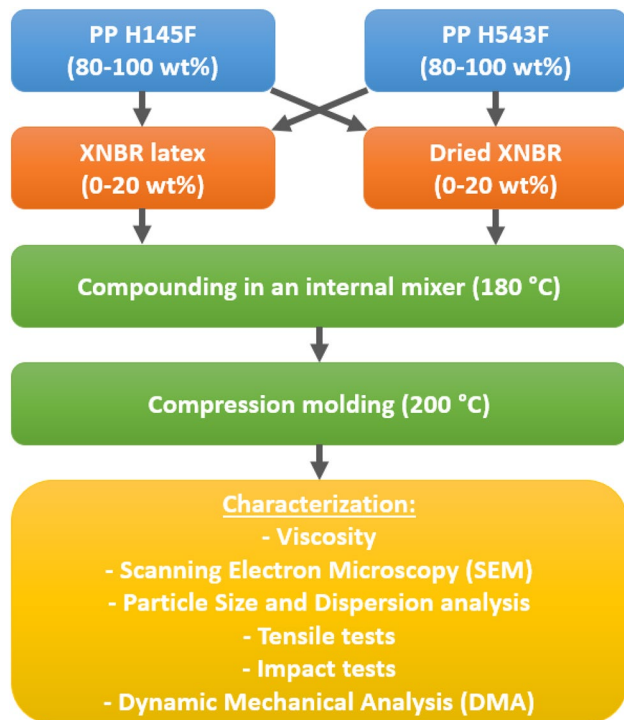 PP H145F
(80-100 wt%)
PP H543F
(80-100 wt%)
XNBR latex
(0-20 wt%)
Dried XNBR
(0-20 wt%)
Compounding in an internal mixer (180 °C)
Compression molding (200 °C)
Characterization:
- Viscosity
- Scanning Electron Microscopy (SEM)
- Particle Size and Dispersion analysis
- Tensile tests
- Impact tests
- Dynamic Mechanical Analysis (DMA)